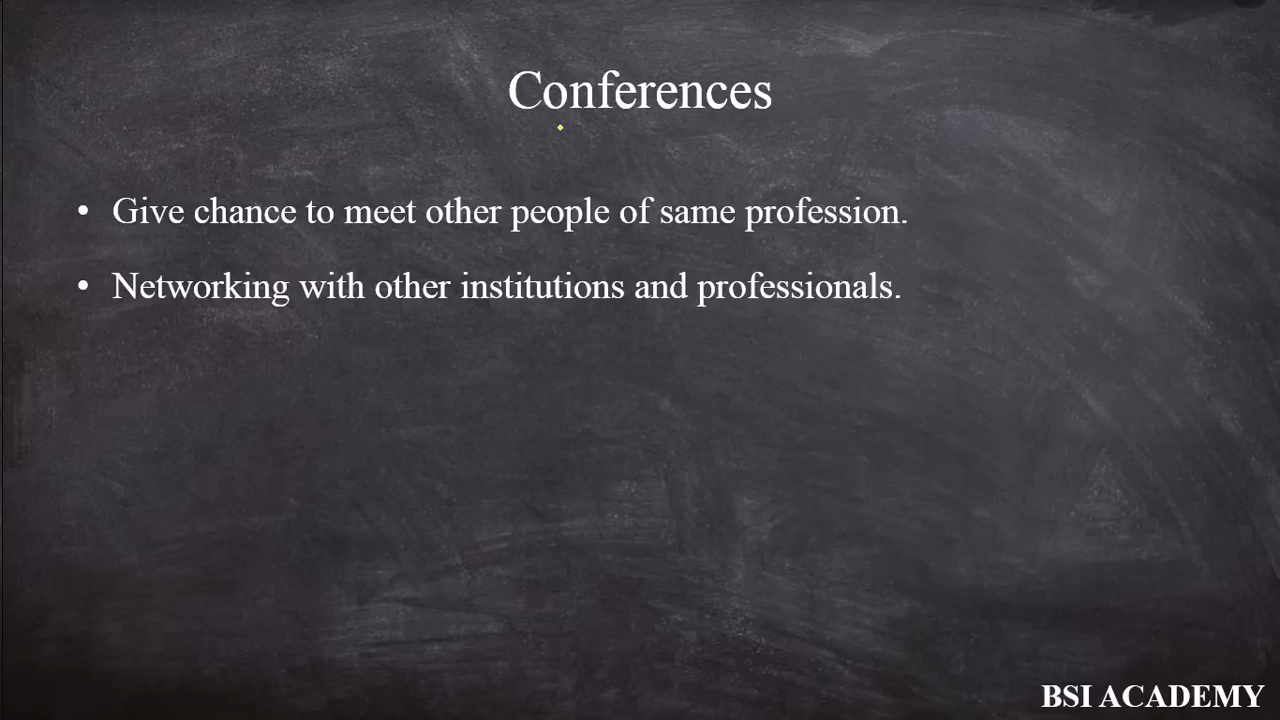 Conferences
• Give chance to meet other people of same profession.
• Networking with other institutions and professionals.
BSI ACADEMY